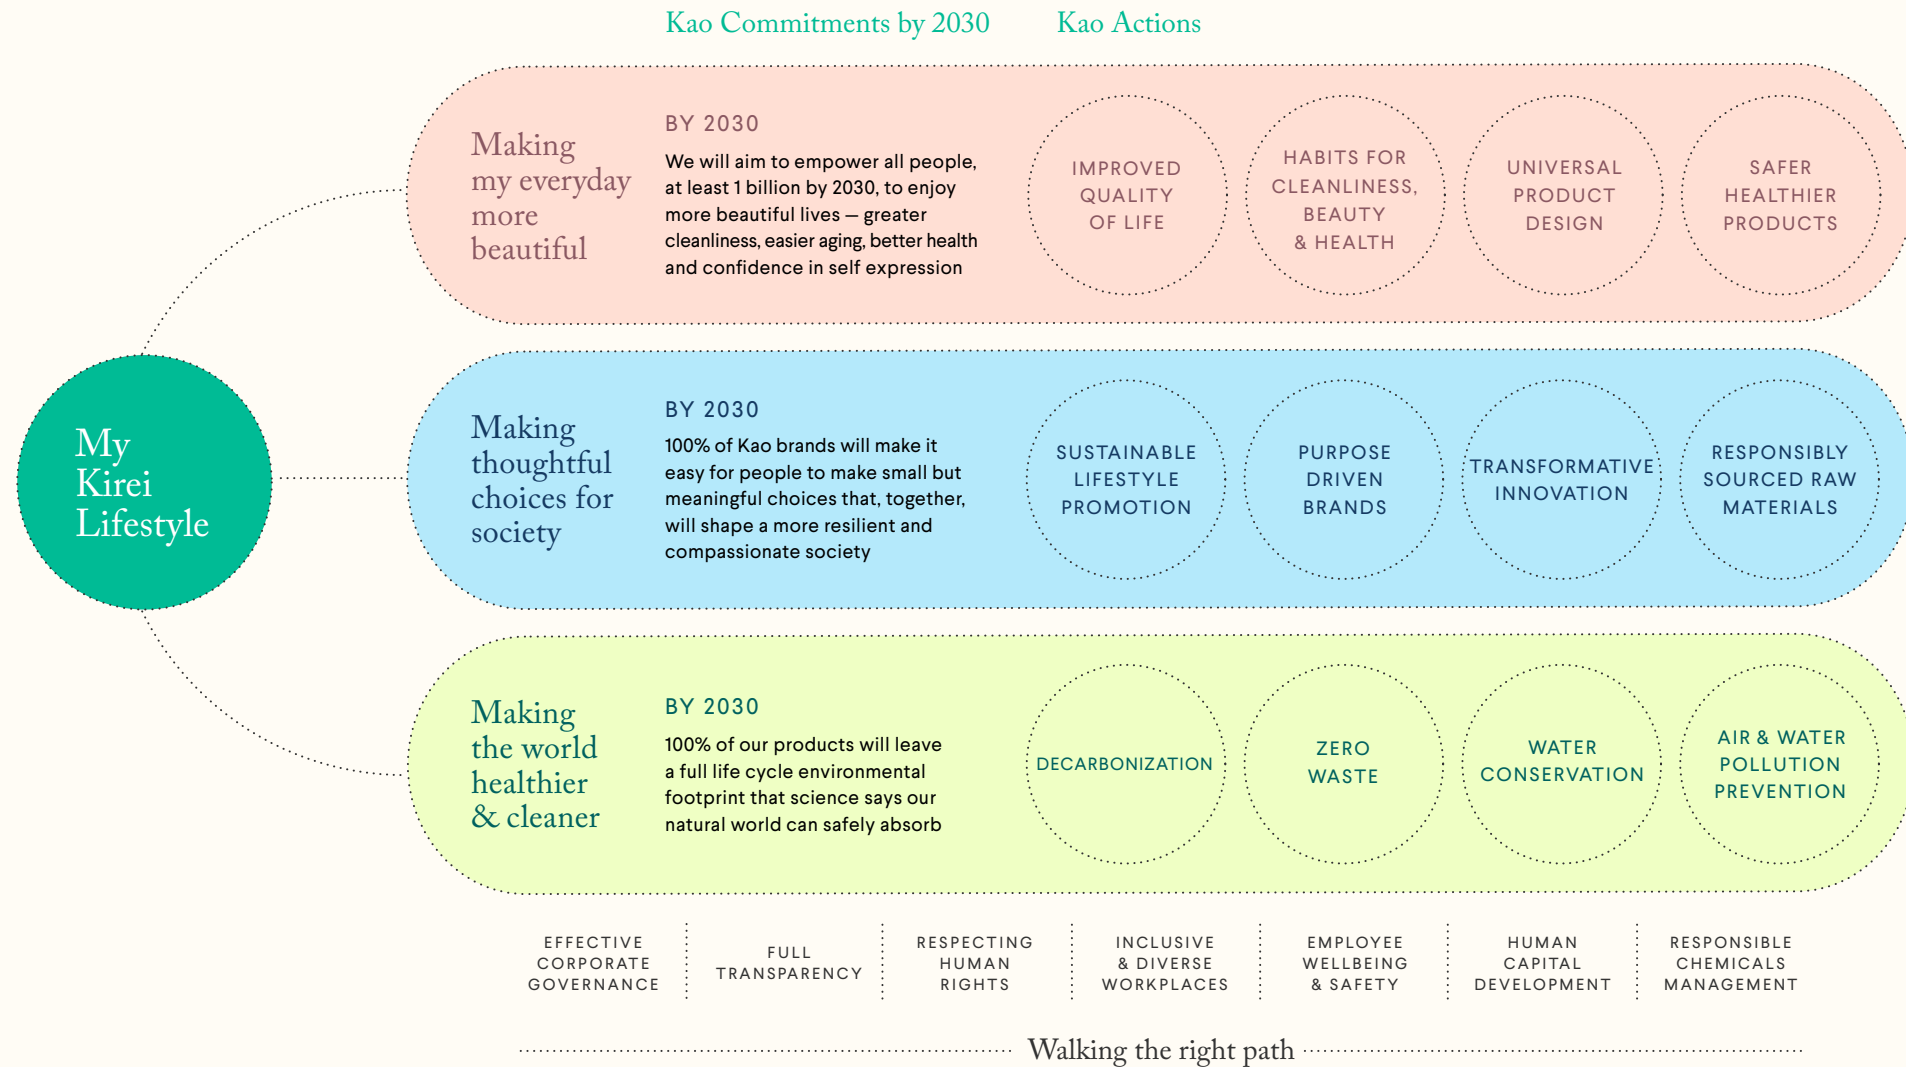 Kao Commitments by 2030
Kao Actions
My
Kirei
Lifestyle
Making
my everyday
more
beautiful
BY 2030
We will aim to empower all people,
at least 1 billion by 2030, to enjoy
more beautiful lives — greater
cleanliness, easier aging, better health
and confidence in self expression
IMPROVED
QUALITY
OF LIFE
HABITS FOR
CLEANLINESS,
BEAUTY
& HEALTH
UNIVERSAL
PRODUCT
DESIGN
SAFER
HEALTHIER
PRODUCTS
Making
thoughtful
choices for
society
BY 2030
100% of Kao brands will make it
easy for people to make small but
meaningful choices that, together,
will shape a more resilient and
compassionate society
SUSTAINABLE
LIFESTYLE
PROMOTION
PURPOSE
DRIVEN
BRANDS
TRANSFORMATIVE
INNOVATION
RESPONSIBLY
SOURCED RAW
MATERIALS
Making
the world
healthier
& cleaner
BY 2030
100% of our products will leave
a full life cycle environmental
footprint that science says our
natural world can safely absorb
DECARBONIZATION
ZERO
WASTE
WATER
CONSERVATION
AIR & WATER
POLLUTION
PREVENTION
EFFECTIVE
CORPORATE
GOVERNANCE
FULL
TRANSPARENCY
RESPECTING
HUMAN
RIGHTS
INCLUSIVE
& DIVERSE
WORKPLACES
EMPLOYEE
WELLBEING
& SAFETY
HUMAN
CAPITAL
DEVELOPMENT
RESPONSIBLE
CHEMICALS
MANAGEMENT
Walking the right path